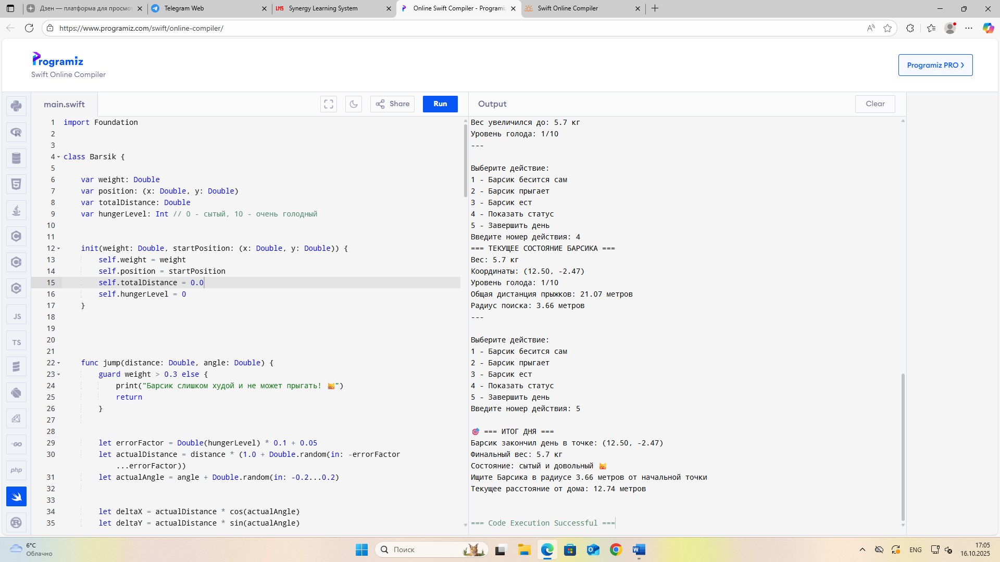 Дзен — платформа для просмот
Telegram Web
LMS Synergy Learning System
Online Swift Compiler - Programiz
Swift Online Compiler
https://www.programiz.com/swift/online-compiler/
Programiz
Swift Online Compiler
Programiz PRO
main.swift
Share
Run
Output
Clear
1 import Foundation
2
3
4 class Barsik {
5
6 var weight: Double
7 var position: (x: Double, y: Double)
8 var totalDistance: Double
9 var hungerLevel: Int // 0 - сытый, 10 - очень голодный
10
11
12 init(weight: Double, startPosition: (x: Double, y: Double)) {
13 self.weight = weight
14 self.position = startPosition
15 self.totalDistance = 0.0
16 self.hungerLevel = 0
17 }
18
19
20
21
22 func jump(distance: Double, angle: Double) {
23 guard weight > 0.3 else {
24 print("Барсик слишком худой и не может прыгать! 😿")
25 return
26 }
27
28
29 let errorFactor = Double(hungerLevel) * 0.1 + 0.05
30 let actualDistance = distance * (1.0 + Double.random(in: -errorFactor
...errorFactor))
31 let actualAngle = angle + Double.random(in: -0.2...0.2)
32
33
34 let deltaX = actualDistance * cos(actualAngle)
35 let deltaY = actualDistance * sin(actualAngle)
Вес увеличился до: 5.7 кг
Уровень голода: 1/10
---
Выберите действие:
1 - Барсик бесится сам
2 - Барсик прыгает
3 - Барсик ест
4 - Показать статус
5 - Завершить день
Введите номер действия: 4
=== ТЕКУЩЕЕ СОСТОЯНИЕ БАРСИКА ===
Вес: 5.7 кг
Координаты: (12.50, -2.47)
Уровень голода: 1/10
Общая дистанция прыжков: 21.07 метров
Радиус поиска: 3.66 метров
---
Выберите действие:
1 - Барсик бесится сам
2 - Барсик прыгает
3 - Барсик ест
4 - Показать статус
5 - Завершить день
Введите номер действия: 5
🎯 === ИТОГ ДНЯ ===
Барсик закончил день в точке: (12.50, -2.47)
Финальный вес: 5.7 кг
Состояние: сытый и довольный 😸
Ищите Барсика в радиусе 3.66 метров от начальной точки
Текущее расстояние от дома: 12.74 метров
=== Code Execution Successful ===
JS
TS
GO
php
6°C
Облачно
Поиск
ENG
17:05
16.10.2025